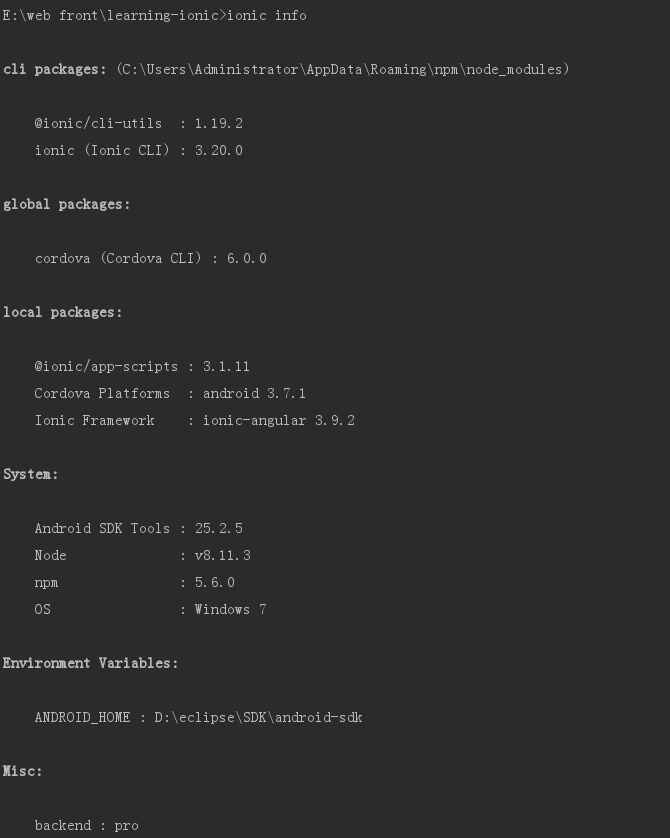 E:\web front\learning-ionic>ionic info
cli packages: (C:\Users\Administrator\AppData\Roaming\npm\node_modules)
@ionic/cli-utils : 1.19.2
ionic (Ionic CLI) : 3.20.0
global packages:
cordova (Cordova CLI) : 6.0.0
local packages:
@ionic/app-scripts : 3.1.11
Cordova Platforms : android 3.7.1
Ionic Framework : ionic-angular 3.9.2
System:
Android SDK Tools : 25.2.5
Node : v8.11.3
npm : 5.6.0
OS : Windows 7
Environment Variables:
ANDROID_HOME : D:\eclipse\SDK\android-sdk
Misc:
backend : pro